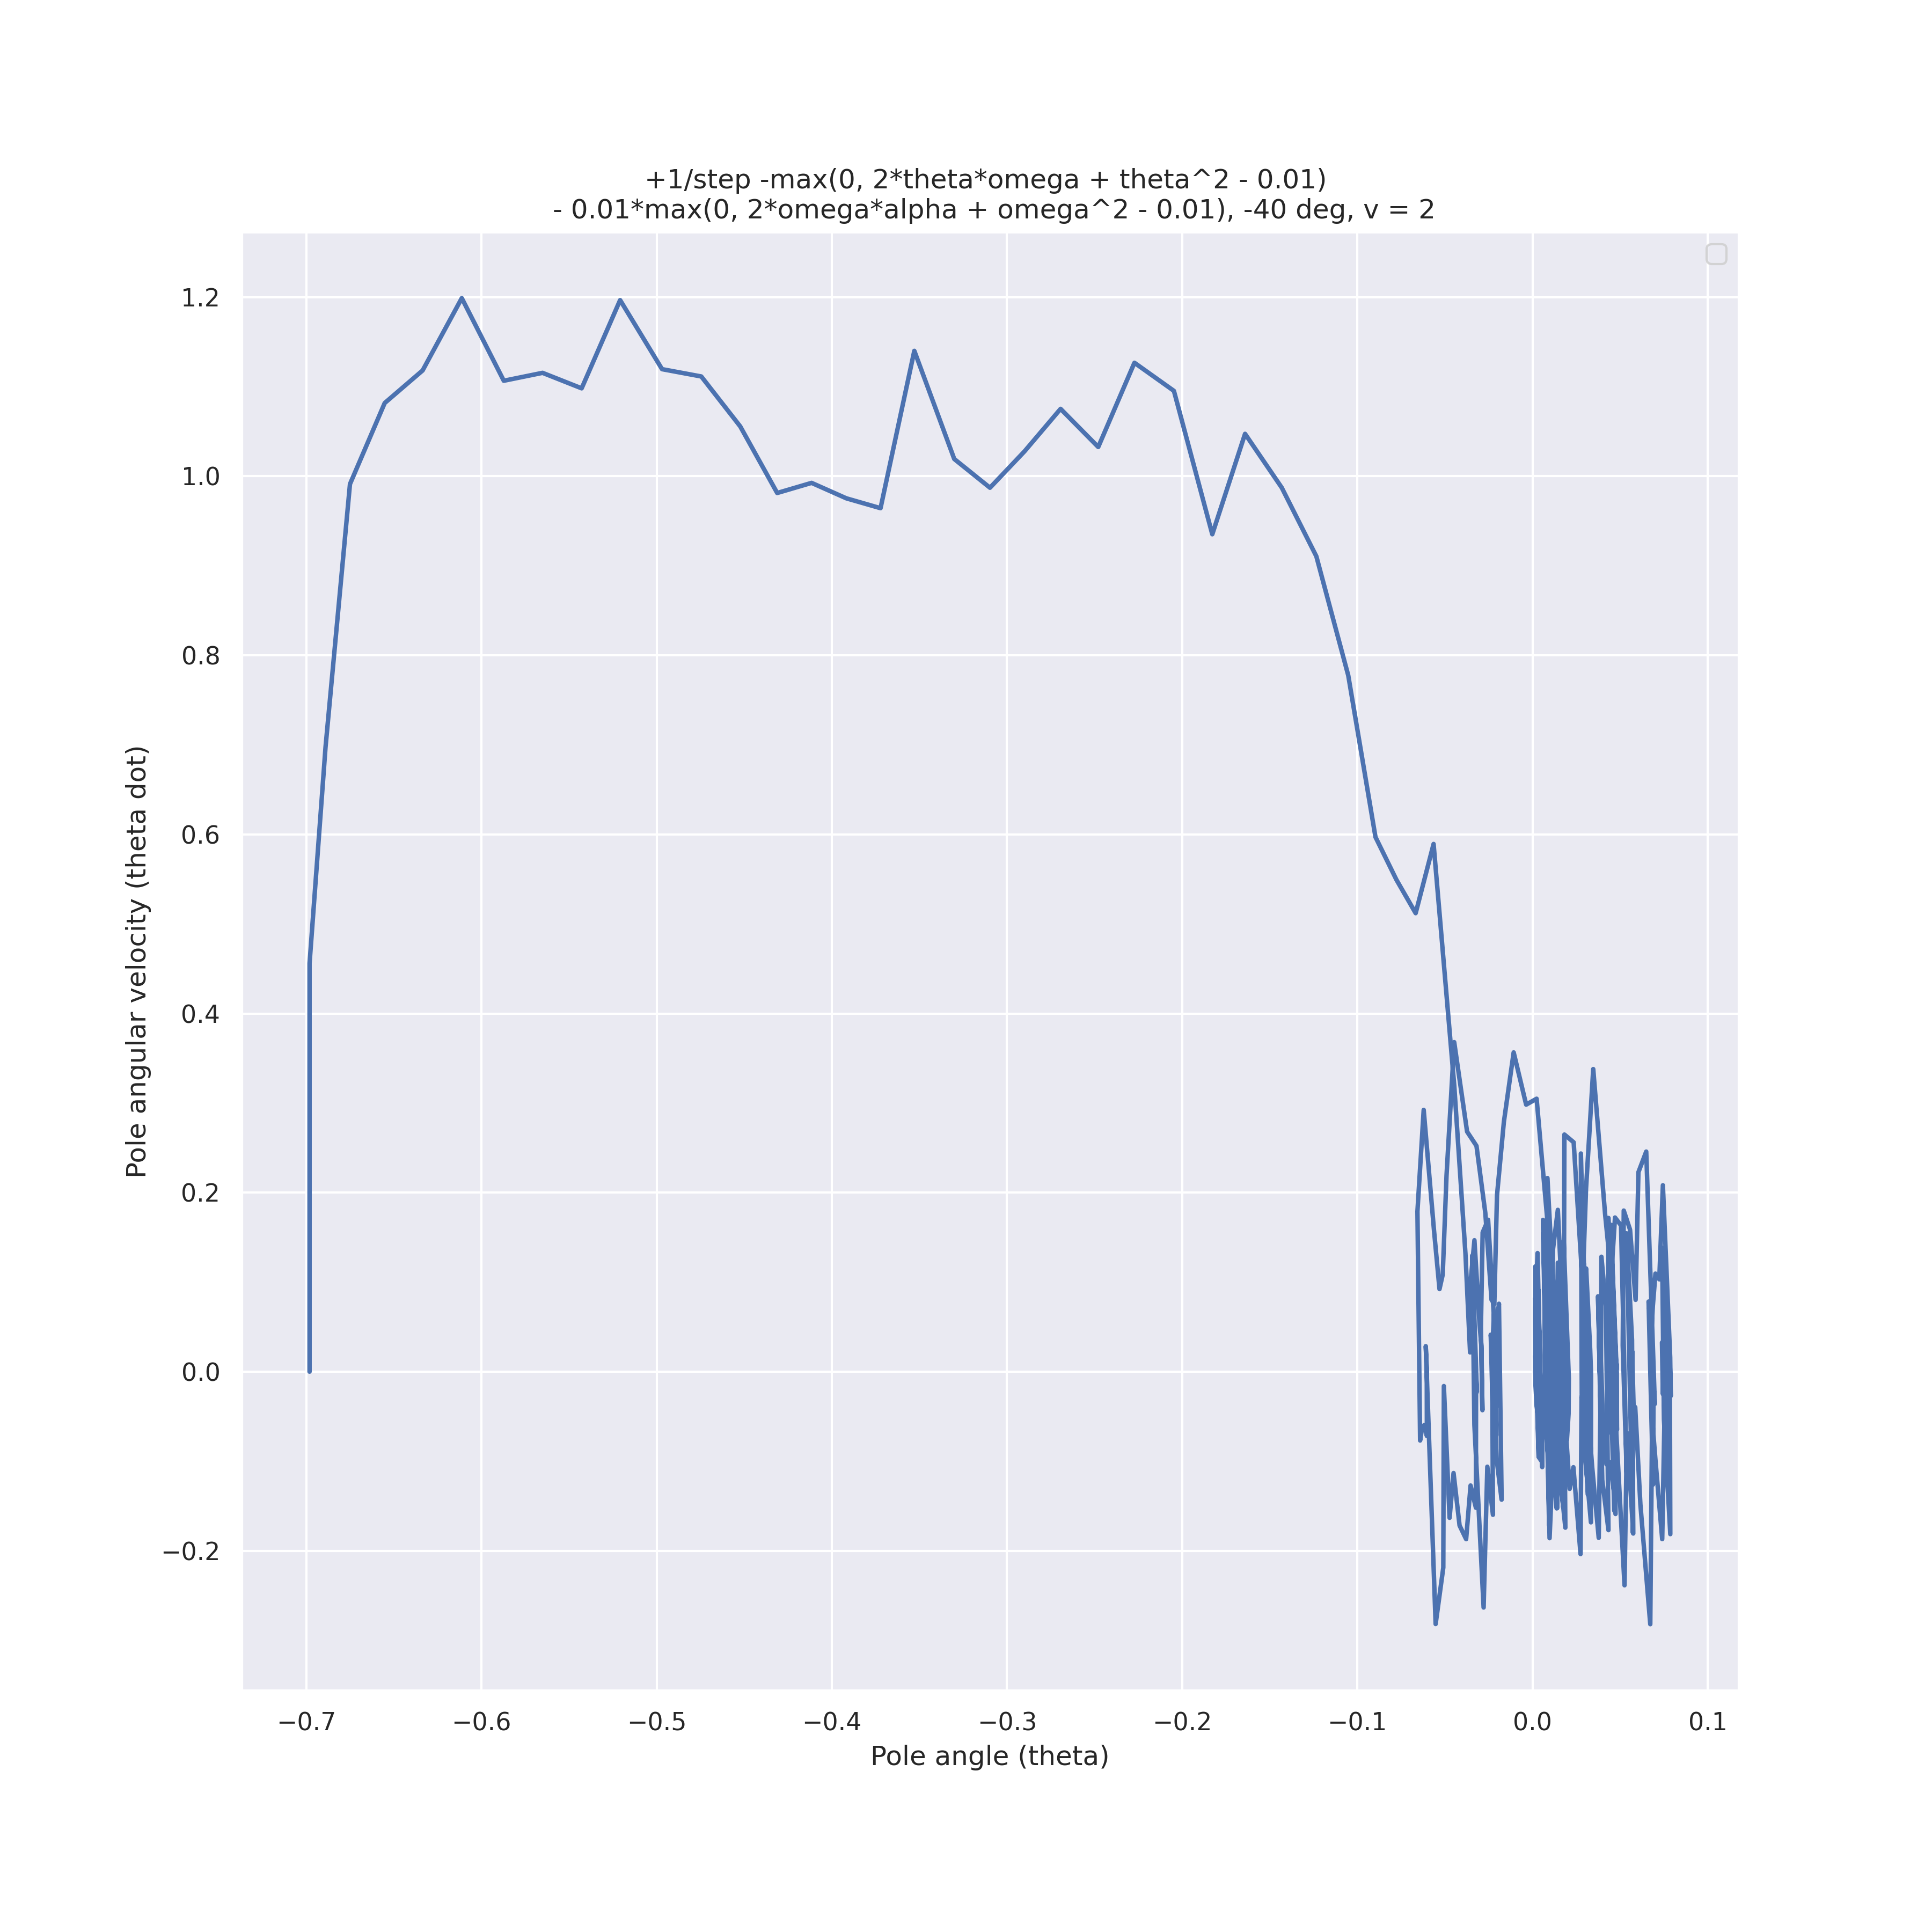 +1/step -max(0, 2*theta*omega + theta^2 - 0.01)
- 0.01*max(0, 2*omega*alpha + omega^2 - 0.01), -40 deg, v = 2
1.2
1.0
0.8
0.6
0.4
0.2
0.0
−0.2
Pole angular velocity (theta dot)
−0.7 −0.6 −0.5 −0.4 −0.3 −0.2 −0.1 0.0 0.1
Pole angle (theta)